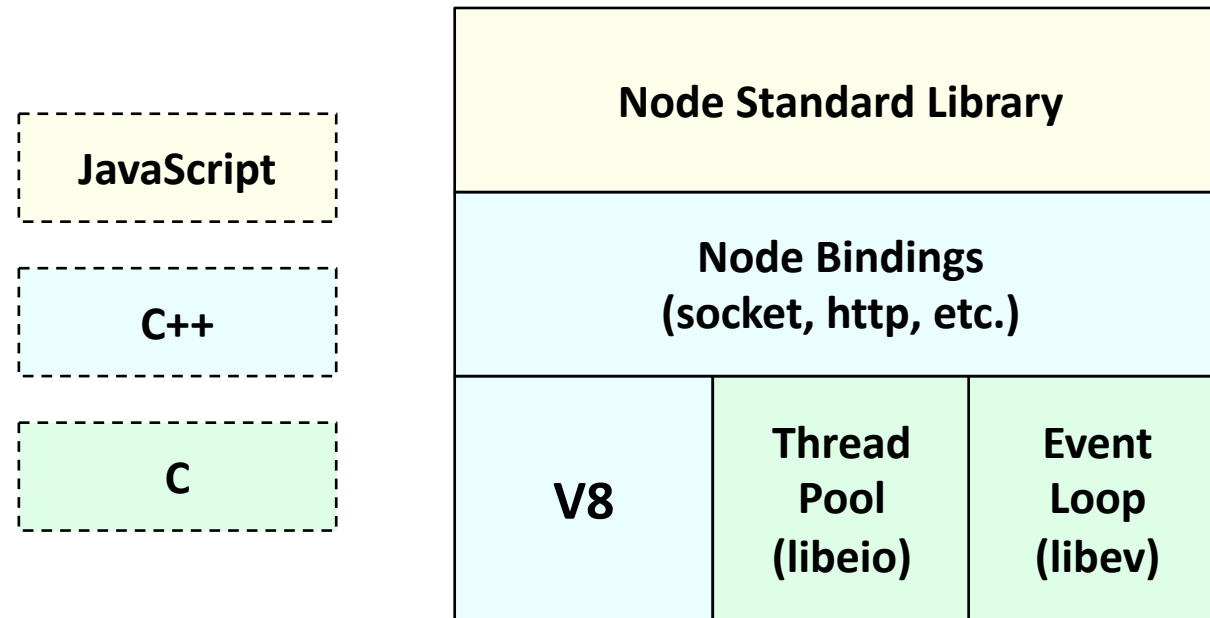 JavaScript
C++
C
Node Standard Library
Node Bindings
(socket, http, etc.)
V8
Thread
Pool
(libeio)
Event
Loop
(libev)